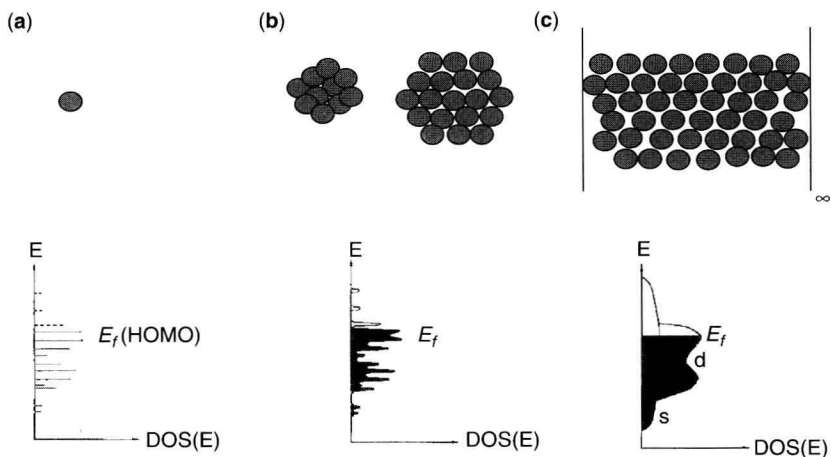 (a)
(b)
(c)
∞
E
E_f (HOMO)
DOS(E)
E
E_f
DOS(E)
E
E_f
d
s
DOS(E)